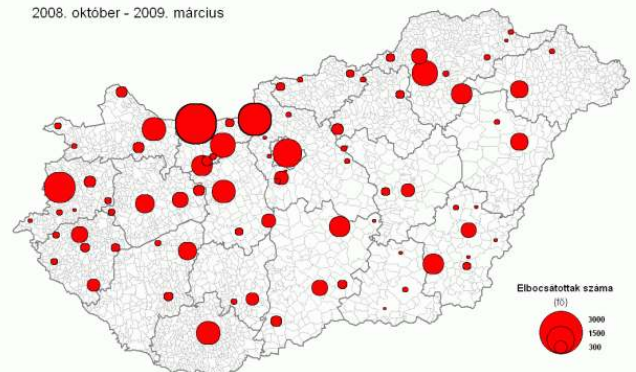 2008. október - 2009. március
Elbocsátottak száma
(fő)
3000
1500
300